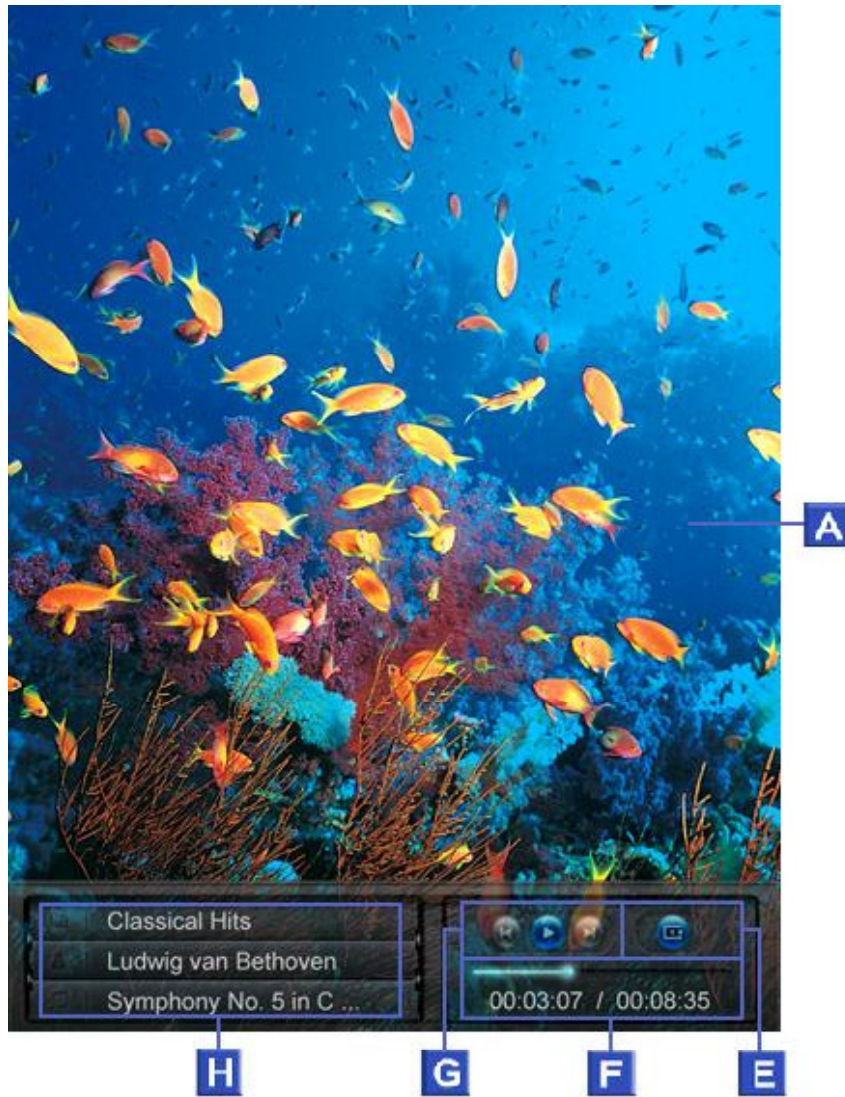 A
Classical Hits
Ludwig van Bethoven
Symphony No. 5 in C ...
00:03:07 / 00:08:35
H
G
F
E